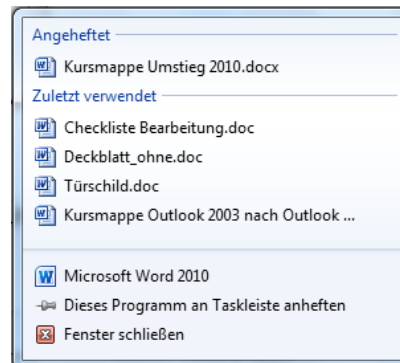 Angeheftet
Kursmappe Umstieg 2010.docx
Zuletzt verwendet
Checkliste Bearbeitung.doc
Deckblatt_ohne.doc
Türschild.doc
Kursmappe Outlook 2003 nach Outlook ...
Microsoft Word 2010
Dieses Programm an Taskleiste anheften
Fenster schließen